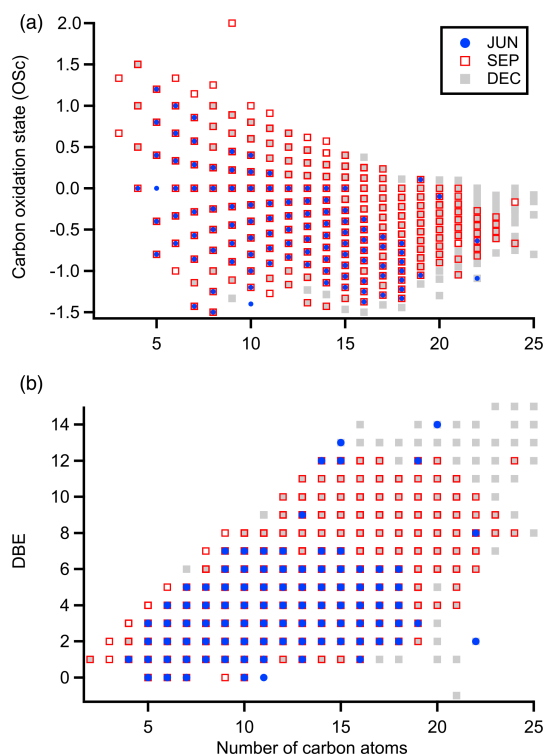 (a)
2.0
1.5
1.0
0.5
0.0
-0.5
-1.0
-1.5
Carbon oxidation state (OSc)
JUN
SEP
DEC
5 10 15 20 25
(b)
14
12
10
8
6
4
2
0
DBE
5 10 15 20 25
Number of carbon atoms